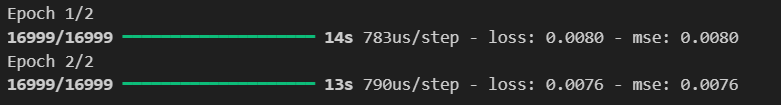 Epoch 1/2
16999/16999 ━━━━━━━━━━━━━━━━━━━━ 14s 783us/step - loss: 0.0080 - mse: 0.0080
Epoch 2/2
16999/16999 ━━━━━━━━━━━━━━━━━━━━ 13s 790us/step - loss: 0.0076 - mse: 0.0076